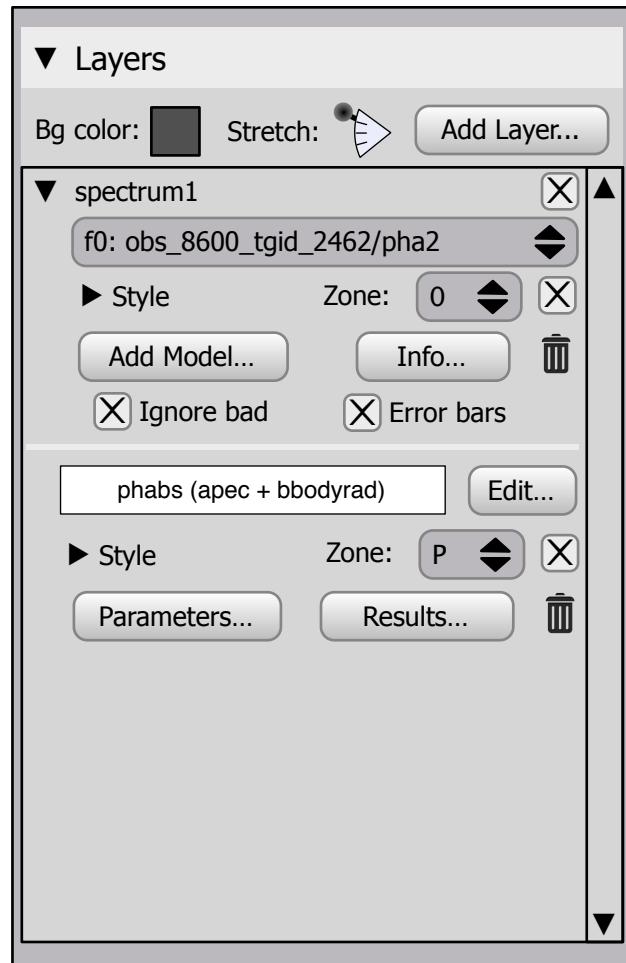 ▼ Layers
Bg color: Stretch: Add Layer...
▼ spectrum1 X
f0: obs_8600_tgid_2462/pha2
▶ Style Zone: 0 X
Add Model... Info...
X Ignore bad X Error bars
phabs (apec + bbodyrad) Edit...
▶ Style Zone: P X
Parameters... Results...